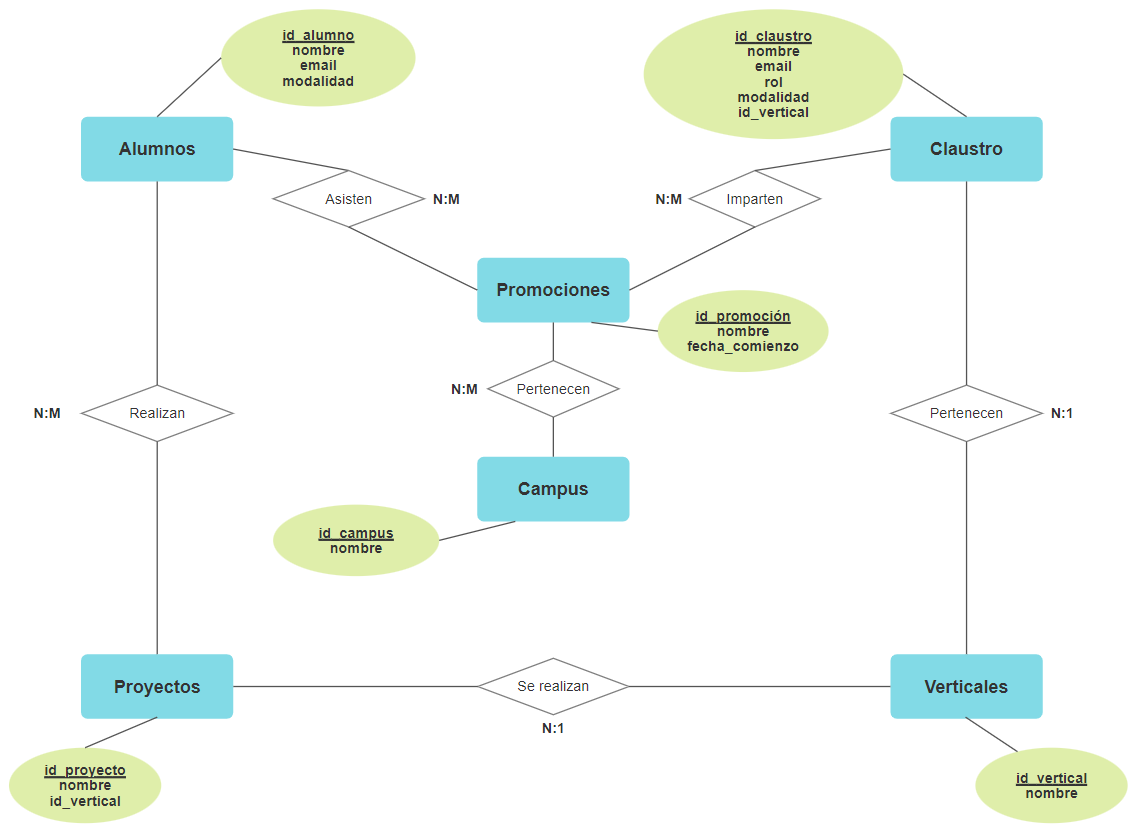 id_alumno
nombre
email
modalidad
id_claustro
nombre
email
rol
modalidad
id_vertical
Alumnos
Claustro
Asisten
N:M
N:M
Imparten
Promociones
id_promoción
nombre
fecha_comienzo
N:M
Pertenecen
N:M
Realizan
Pertenecen
N:1
Campus
id_campus
nombre
Proyectos
Se realizan
N:1
Verticales
id_proyecto
nombre
id_vertical
id_vertical
nombre